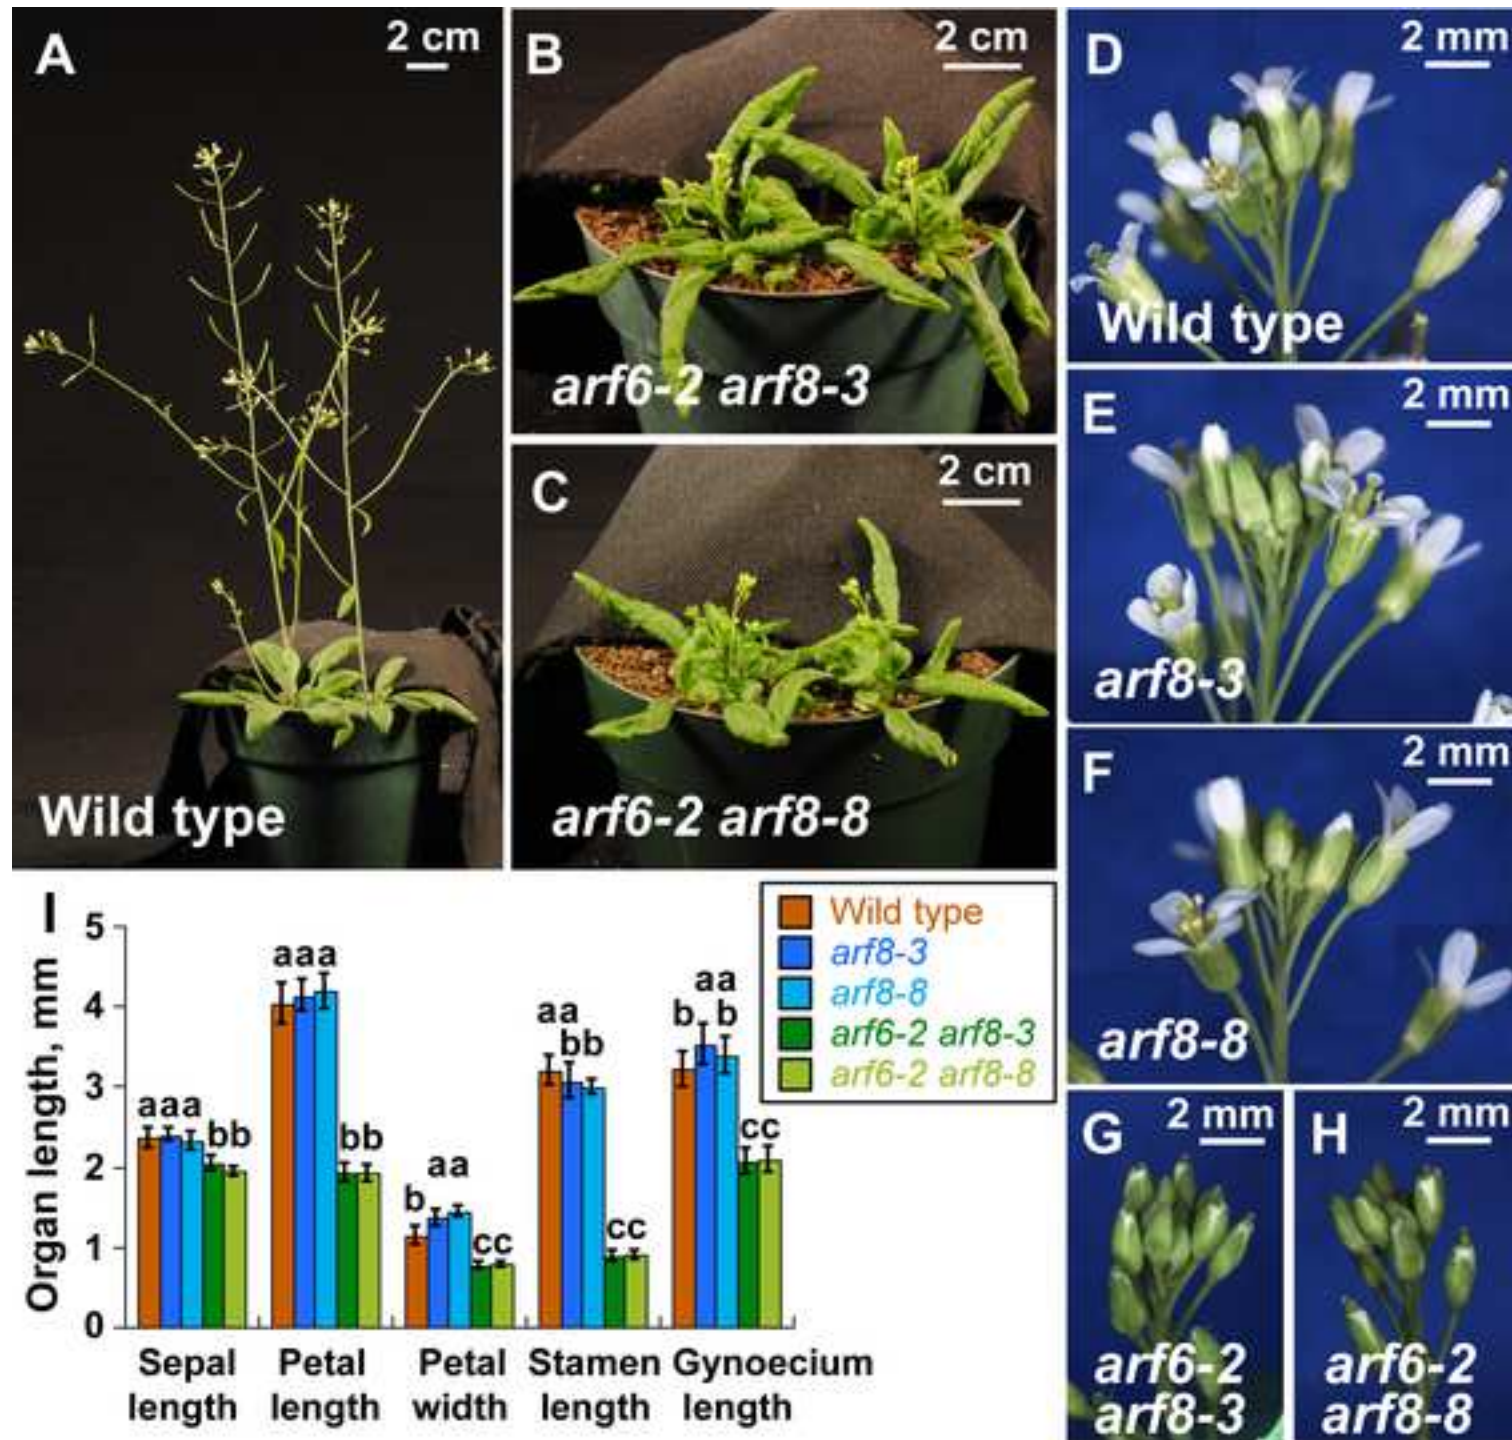 A
2 cm
Wild type
B
2 cm
arf6-2 arf8-3
C
2 cm
arf6-2 arf8-8
D
2 mm
Wild type
E
2 mm
arf8-3
F
2 mm
arf8-8
G
2 mm
arf6-2
arf8-3
H
2 mm
arf6-2
arf8-8
I
Organ length, mm
5
4
3
2
1
0
aaa
bb
aaa
bb
aa
b
cc
aa
bb
cc
aa
b b
cc
Sepal
length
Petal
length
Petal
width
Stamen
length
Gynoecium
length
Wild type
arf8-3
arf8-8
arf6-2 arf8-3
arf6-2 arf8-8